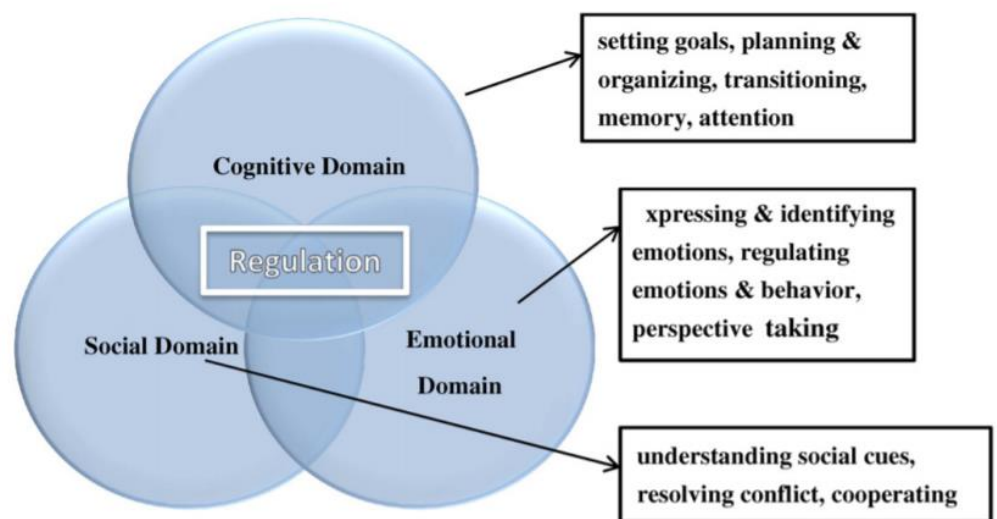 setting goals, planning &
organizing, transitioning,
memory, attention
Cognitive Domain
xpressing & identifying
emotions, regulating
emotions & behavior,
perspective taking
Regulation
Social Domain
Emotional
Domain
understanding social cues,
resolving conflict, cooperating